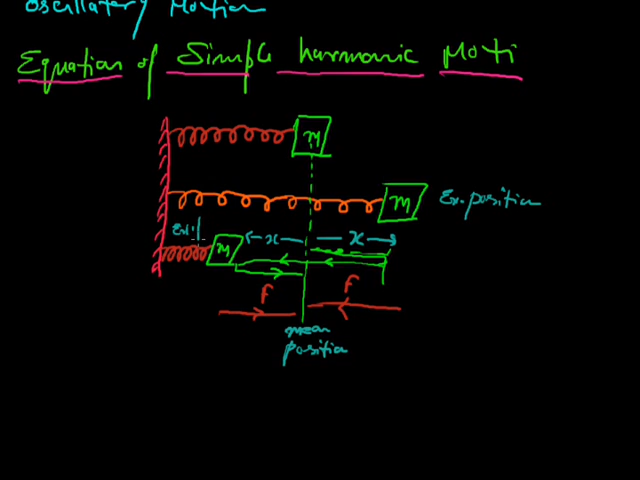 Oscillatory Motion
Equation of Simple harmonic Moti
m
m Ex. position
m x x
F F
mean
position